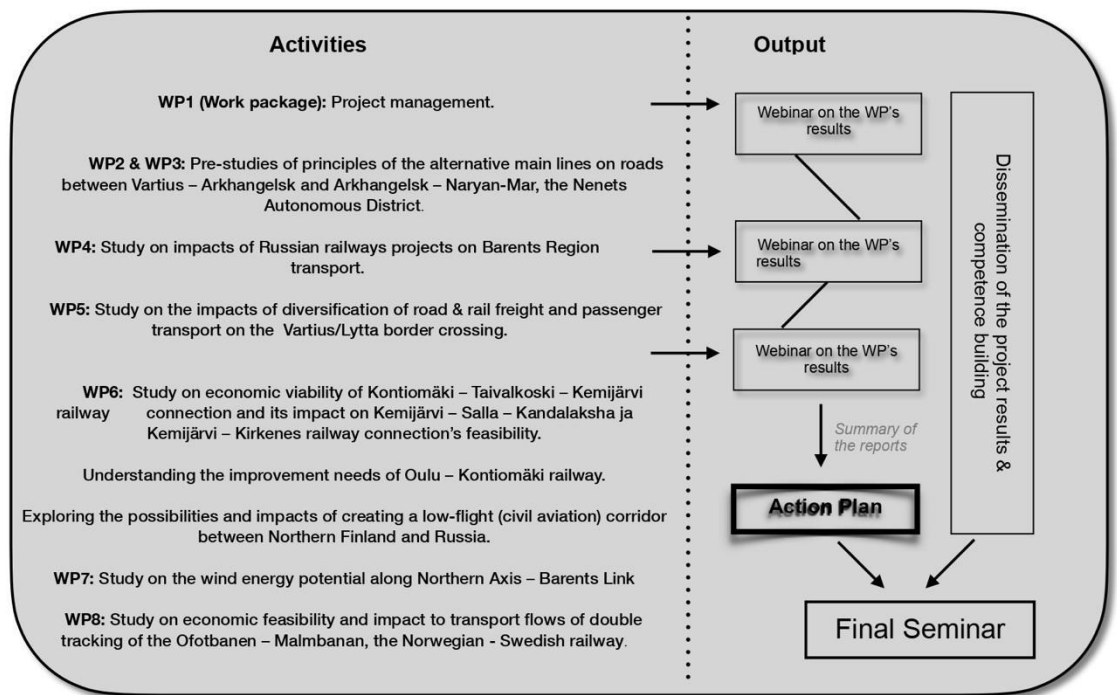 Activities
WP1 (Work package): Project management.
WP2 & WP3: Pre-studies of principles of the alternative main lines on roads
between Vartius – Arkhangelsk and Arkhangelsk – Naryan-Mar, the Nenets
Autonomous District.
WP4: Study on impacts of Russian railways projects on Barents Region
transport.
WP5: Study on the impacts of diversification of road & rail freight and passenger
transport on the Vartius/Lytta border crossing.
WP6: Study on economic viability of Kontiomäki – Taivalkoski – Kemijärvi
railway connection and its impact on Kemijärvi – Salla – Kandalaksha ja
Kemijärvi – Kirkenes railway connection's feasibility.
Understanding the improvement needs of Oulu – Kontiomäki railway.
Exploring the possibilities and impacts of creating a low-flight (civil aviation) corridor
between Northern Finland and Russia.
WP7: Study on the wind energy potential along Northern Axis – Barents Link
WP8: Study on economic feasibility and impact to transport flows of double
tracking of the Ofotbanen – Malmbanan, the Norwegian - Swedish railway.
Output
Webinar on the WP's
results
Webinar on the WP's
results
Webinar on the WP's
results
Summary of
the reports
Action Plan
Dissemination of the project results &
competence building
Final Seminar